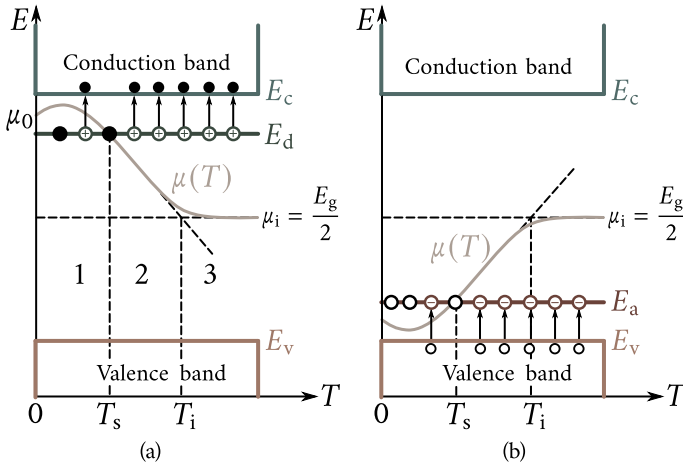 E
Conduction band
E_c
μ_0
E_d
+ + + + + +
μ(T)
μ_i = E_g/2
1 2 3
E_v
Valence band
0 T_s T_i T
(a)
E
Conduction band
E_c
μ_i = E_g/2
μ(T)
− − − − − −
E_a
E_v
Valence band
0 T_s T_i T
(b)